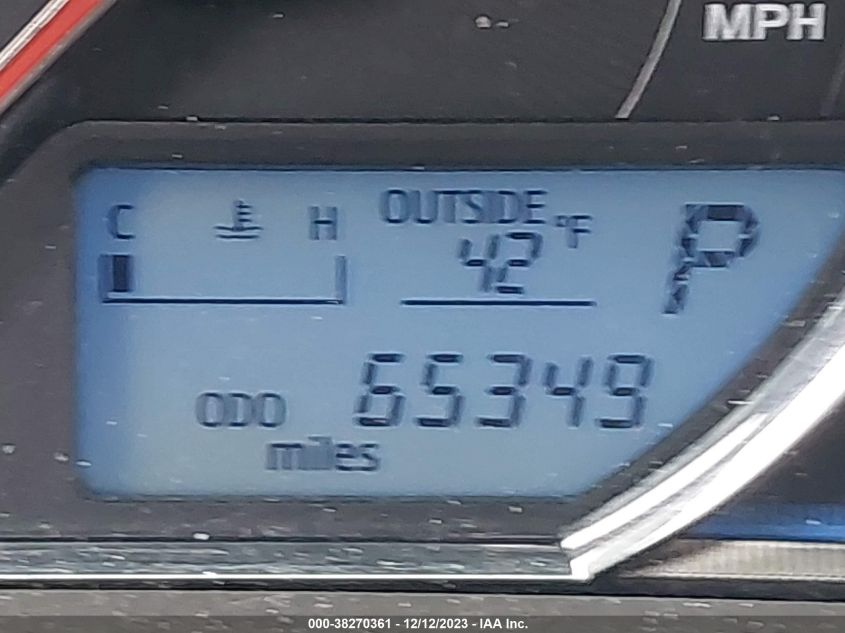 MPH
C H OUTSIDE °F P
42
ODO 65349
miles
000-38270361 - 12/12/2023 - IAA Inc.